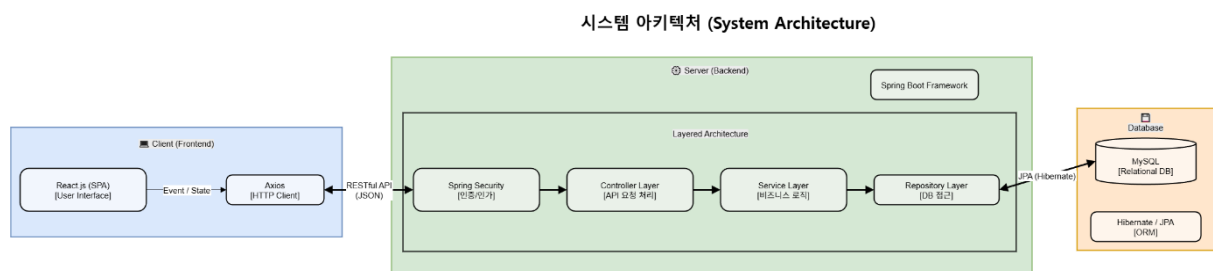 시스템 아키텍처 (System Architecture)
Server (Backend)
Spring Boot Framework
Layered Architecture
Client (Frontend)
React.js (SPA)
[User Interface]
Event / State
Axios
[HTTP Client]
RESTful API
(JSON)
Spring Security
[인증/인가]
Controller Layer
[API 요청 처리]
Service Layer
[비즈니스 로직]
Repository Layer
[DB 접근]
JPA (Hibernate)
Database
MySQL
[Relational DB]
Hibernate / JPA
[ORM]